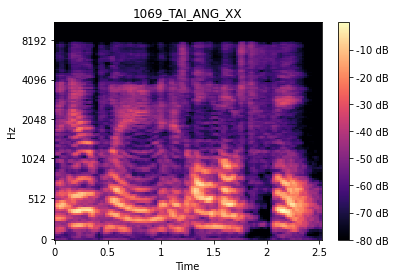 1069_TAI_ANG_XX
8192
4096
2048
1024
512
0
Hz
0
0.5
1
1.5
2
2.5
Time
-10 dB
-20 dB
-30 dB
-40 dB
-50 dB
-60 dB
-70 dB
-80 dB